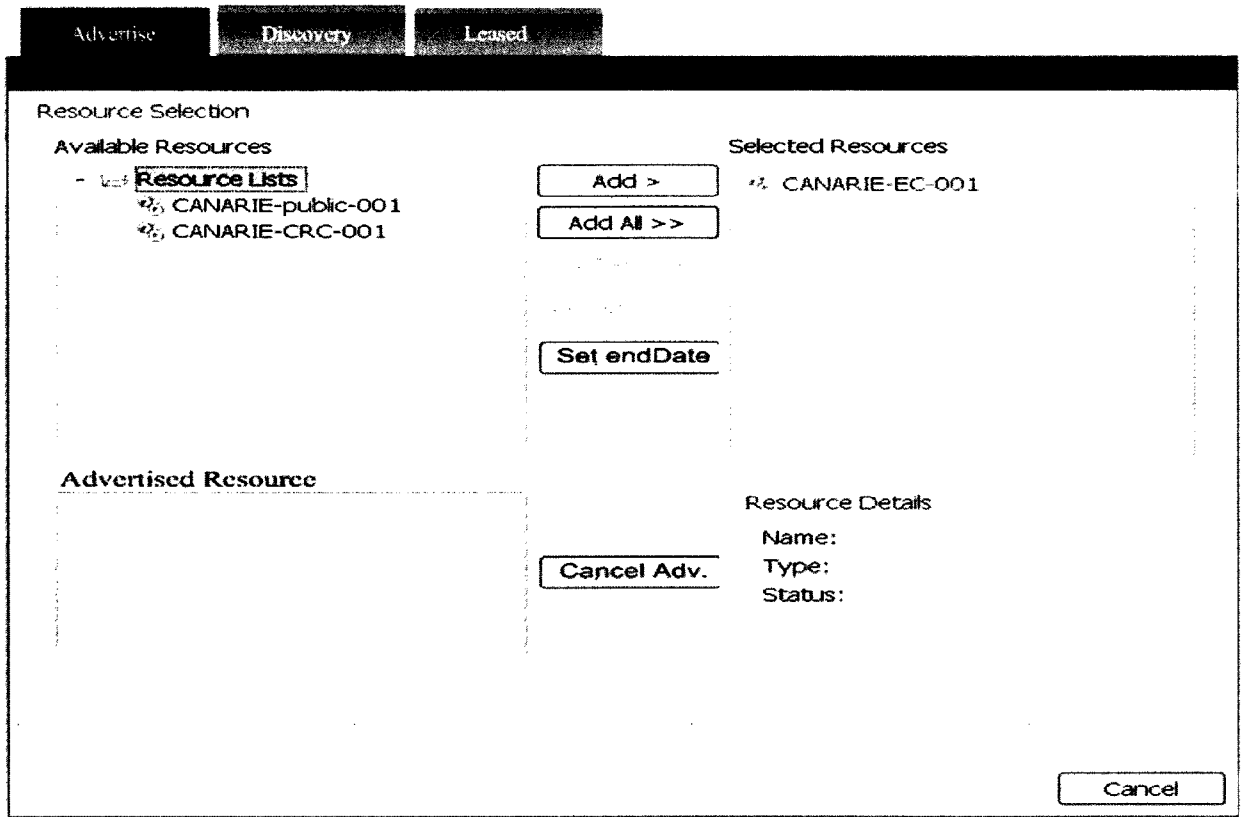 Advertise Discovery Leased
Resource Selection
Available Resources Selected Resources
- Resource Lists Add > CANARIE-EC-001
CANARIE-public-001
CANARIE-CRC-001 Add All >>
Set endDate
Advertised Resource
Resource Details
Name:
Cancel Adv. Type:
Status:
Cancel